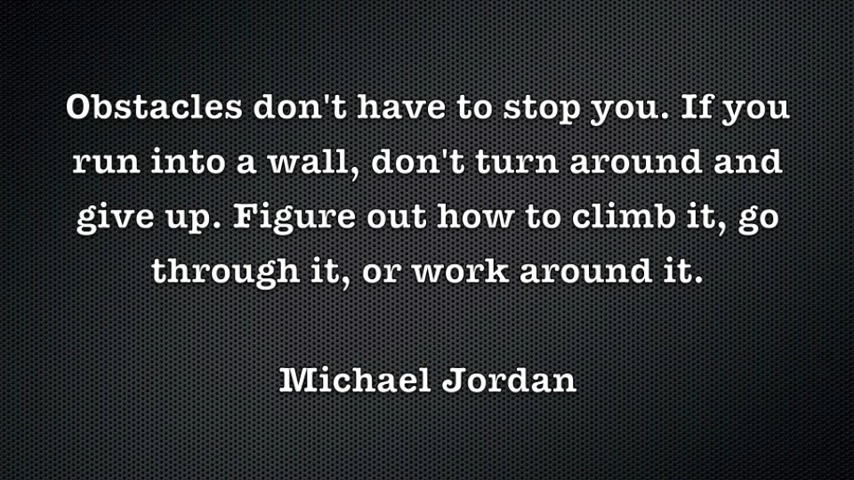 Obstacles don't have to stop you. If you
run into a wall, don't turn around and
give up. Figure out how to climb it, go
through it, or work around it.
Michael Jordan